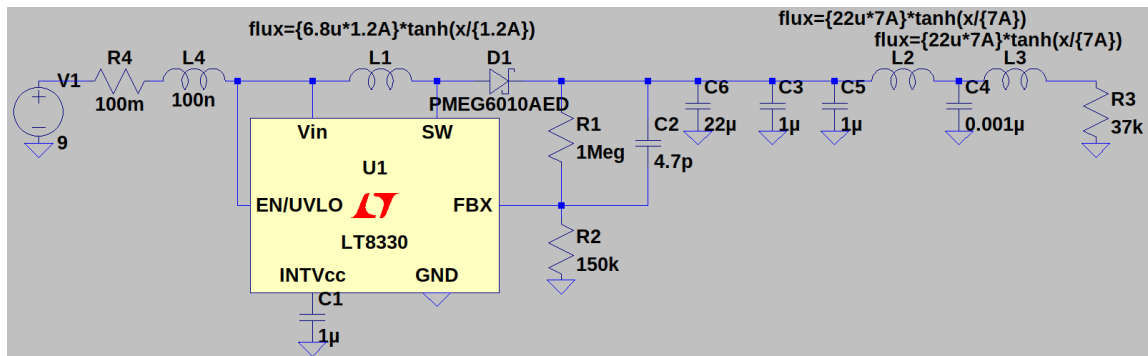 flux={6.8u*1.2A}*tanh(x/{1.2A})
flux={22u*7A}*tanh(x/{7A})
flux={22u*7A}*tanh(x/{7A})
V1
R4
L4
L1
D1
L2
L3
9
100m
100n
PMEG6010AED
C6
22µ
C3
1µ
C5
1µ
C4
0.001µ
R3
37k
Vin
SW
R1
1Meg
C2
4.7p
U1
EN/UVLO
FBX
LT8330
R2
150k
INTVcc
GND
C1
1µ